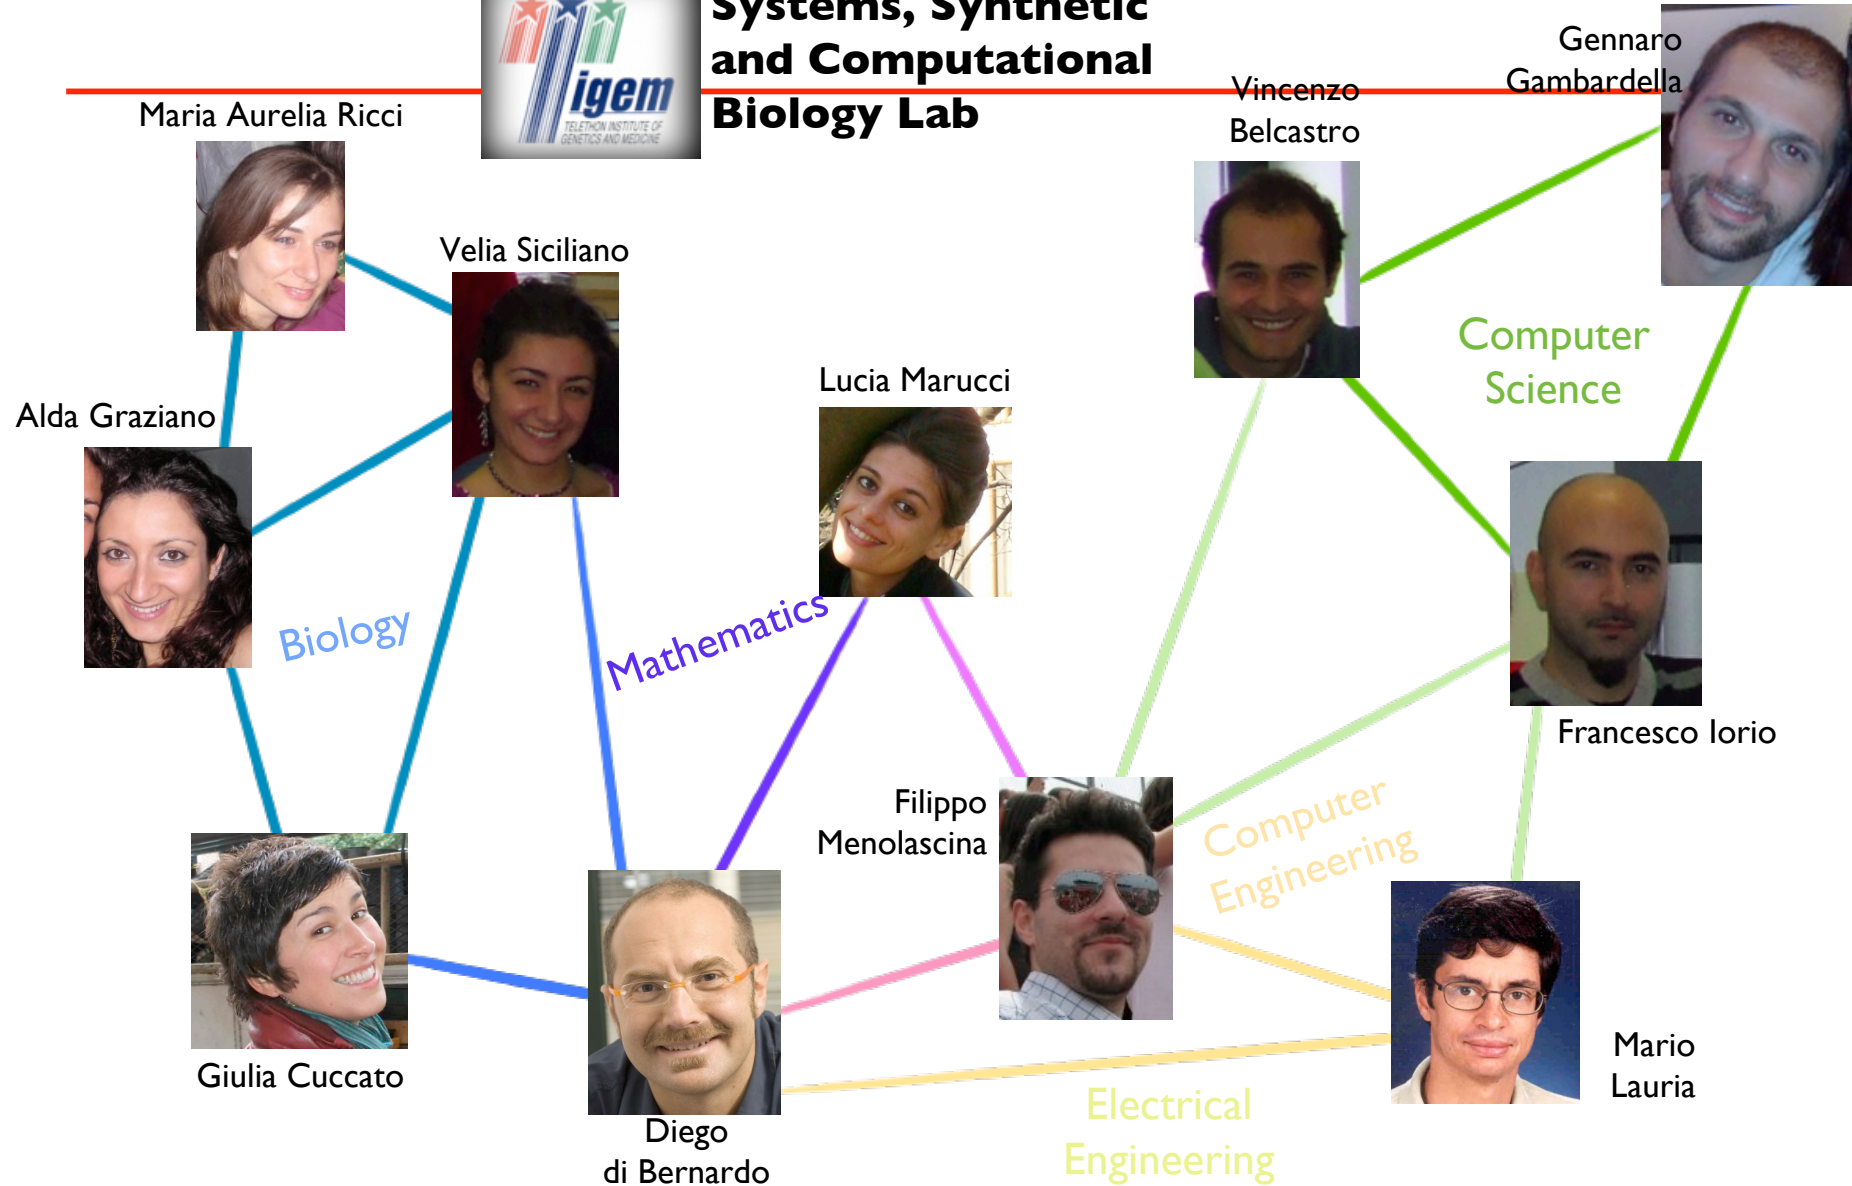 Systems, Synthetic
and Computational
Biology Lab
igem
TELETHON INSTITUTE OF
GENETICS AND MEDICINE
Gennaro
Gambardella
Vincenzo
Belcastro
Maria Aurelia Ricci
Velia Siciliano
Computer
Science
Lucia Marucci
Alda Graziano
Biology
Mathematics
Francesco Iorio
Filippo
Menolascina
Computer
Engineering
Giulia Cuccato
Mario
Lauria
Electrical
Engineering
Diego
di Bernardo